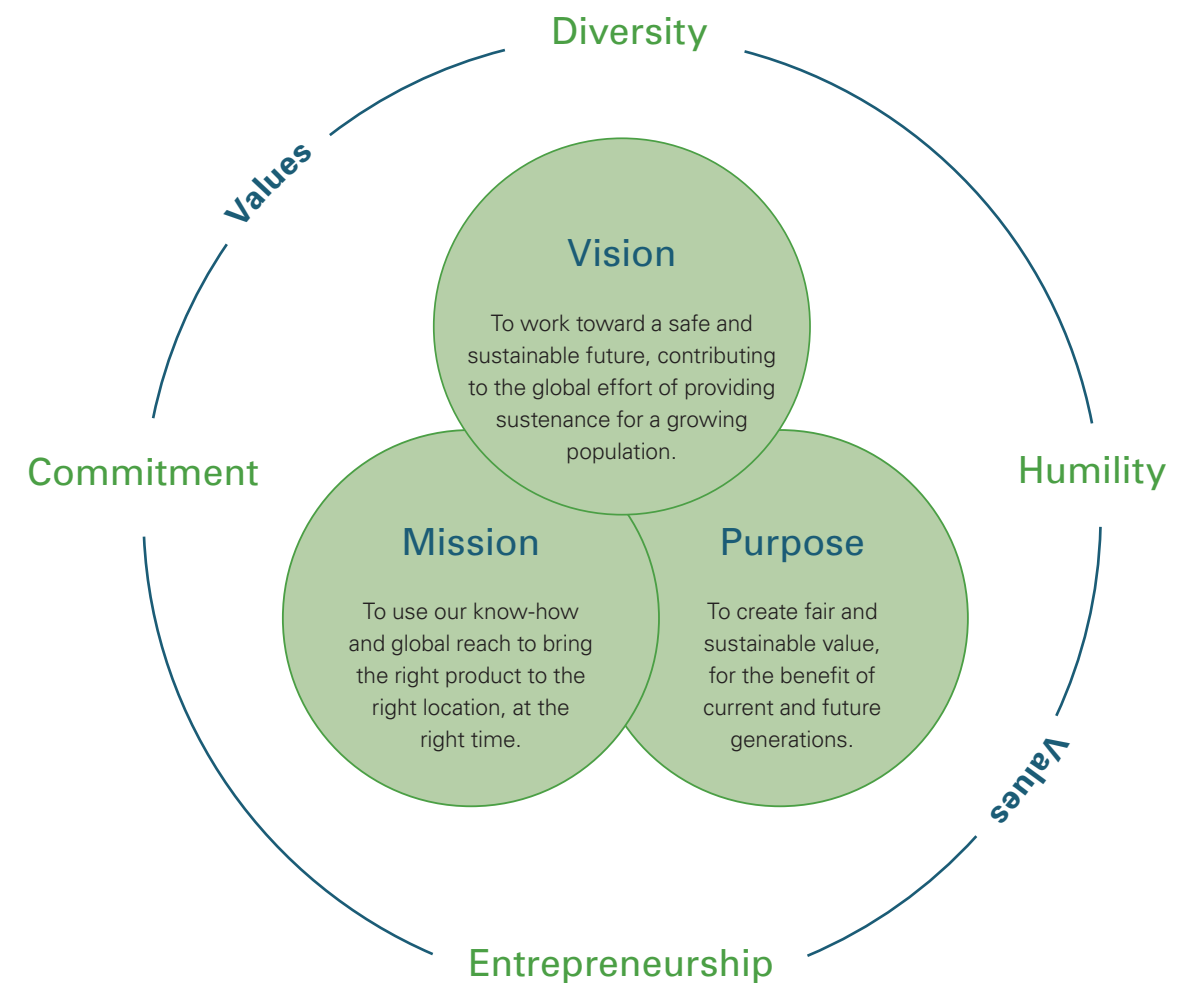 Diversity
Values
Vision
To work toward a safe and
sustainable future, contributing
to the global effort of providing
sustenance for a growing
population.
Commitment
Humility
Mission
To use our know-how
and global reach to bring
the right product to the
right location, at the
right time.
Purpose
To create fair and
sustainable value,
for the benefit of
current and future
generations.
Values
Entrepreneurship